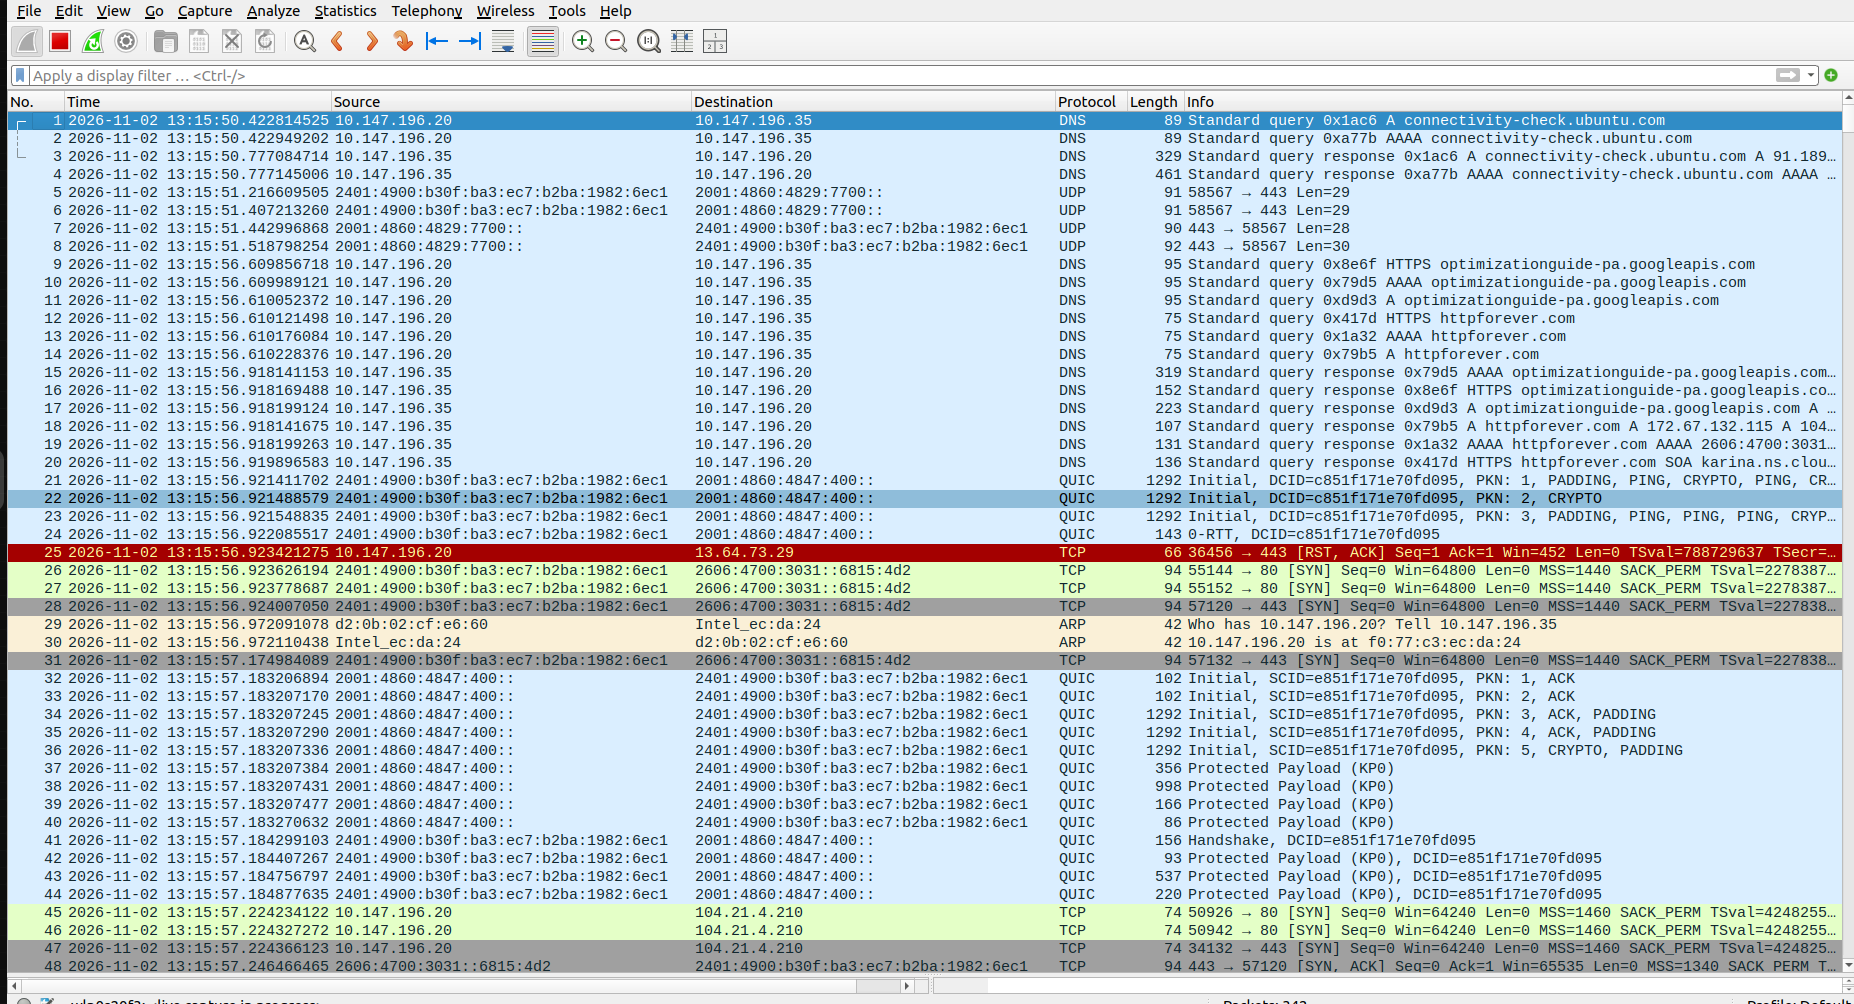 File Edit View Go Capture Analyze Statistics Telephony Wireless Tools Help
Apply a display filter … <Ctrl-/>
No. Time Source Destination Protocol Length Info
1 2026-11-02 13:15:50.422814525 10.147.196.20 10.147.196.35 DNS 89 Standard query 0x1ac6 A connectivity-check.ubuntu.com
2 2026-11-02 13:15:50.422949202 10.147.196.20 10.147.196.35 DNS 89 Standard query 0xa77b AAAA connectivity-check.ubuntu.com
3 2026-11-02 13:15:50.777084714 10.147.196.35 10.147.196.20 DNS 329 Standard query response 0x1ac6 A connectivity-check.ubuntu.com A 91.189…
4 2026-11-02 13:15:50.777145006 10.147.196.35 10.147.196.20 DNS 461 Standard query response 0xa77b AAAA connectivity-check.ubuntu.com AAAA …
5 2026-11-02 13:15:51.216609505 2401:4900:b30f:ba3:ec7:b2ba:1982:6ec1 2001:4860:4829:7700:: UDP 91 58567 → 443 Len=29
6 2026-11-02 13:15:51.407213260 2401:4900:b30f:ba3:ec7:b2ba:1982:6ec1 2001:4860:4829:7700:: UDP 91 58567 → 443 Len=29
7 2026-11-02 13:15:51.442996868 2001:4860:4829:7700:: 2401:4900:b30f:ba3:ec7:b2ba:1982:6ec1 UDP 90 443 → 58567 Len=28
8 2026-11-02 13:15:51.518798254 2001:4860:4829:7700:: 2401:4900:b30f:ba3:ec7:b2ba:1982:6ec1 UDP 92 443 → 58567 Len=30
9 2026-11-02 13:15:56.609856718 10.147.196.20 10.147.196.35 DNS 95 Standard query 0x8e6f HTTPS optimizationguide-pa.googleapis.com
10 2026-11-02 13:15:56.609989121 10.147.196.20 10.147.196.35 DNS 95 Standard query 0x79d5 AAAA optimizationguide-pa.googleapis.com
11 2026-11-02 13:15:56.610052372 10.147.196.20 10.147.196.35 DNS 95 Standard query 0xd9d3 A optimizationguide-pa.googleapis.com
12 2026-11-02 13:15:56.610121498 10.147.196.20 10.147.196.35 DNS 75 Standard query 0x417d HTTPS httpforever.com
13 2026-11-02 13:15:56.610176084 10.147.196.20 10.147.196.35 DNS 75 Standard query 0x1a32 AAAA httpforever.com
14 2026-11-02 13:15:56.610228376 10.147.196.20 10.147.196.35 DNS 75 Standard query 0x79b5 A httpforever.com
15 2026-11-02 13:15:56.918141153 10.147.196.35 10.147.196.20 DNS 319 Standard query response 0x79d5 AAAA optimizationguide-pa.googleapis.com…
16 2026-11-02 13:15:56.918169488 10.147.196.35 10.147.196.20 DNS 152 Standard query response 0x8e6f HTTPS optimizationguide-pa.googleapis.co…
17 2026-11-02 13:15:56.918199124 10.147.196.35 10.147.196.20 DNS 223 Standard query response 0xd9d3 A optimizationguide-pa.googleapis.com A …
18 2026-11-02 13:15:56.918141675 10.147.196.35 10.147.196.20 DNS 107 Standard query response 0x79b5 A httpforever.com A 172.67.132.115 A 104…
19 2026-11-02 13:15:56.918199263 10.147.196.35 10.147.196.20 DNS 131 Standard query response 0x1a32 AAAA httpforever.com AAAA 2606:4700:3031…
20 2026-11-02 13:15:56.919896583 10.147.196.35 10.147.196.20 DNS 136 Standard query response 0x417d HTTPS httpforever.com SOA karina.ns.clou…
21 2026-11-02 13:15:56.921411702 2401:4900:b30f:ba3:ec7:b2ba:1982:6ec1 2001:4860:4847:400:: QUIC 1292 Initial, DCID=c851f171e70fd095, PKN: 1, PADDING, PING, CRYPTO, PING, CR…
22 2026-11-02 13:15:56.921488579 2401:4900:b30f:ba3:ec7:b2ba:1982:6ec1 2001:4860:4847:400:: QUIC 1292 Initial, DCID=c851f171e70fd095, PKN: 2, CRYPTO
23 2026-11-02 13:15:56.921548835 2401:4900:b30f:ba3:ec7:b2ba:1982:6ec1 2001:4860:4847:400:: QUIC 1292 Initial, DCID=c851f171e70fd095, PKN: 3, PADDING, PING, PING, PING, CRYP…
24 2026-11-02 13:15:56.922085517 2401:4900:b30f:ba3:ec7:b2ba:1982:6ec1 2001:4860:4847:400:: QUIC 143 0-RTT, DCID=c851f171e70fd095
25 2026-11-02 13:15:56.923421275 10.147.196.20 13.64.73.29 TCP 66 36456 → 443 [RST, ACK] Seq=1 Ack=1 Win=452 Len=0 TSval=788729637 TSecr=…
26 2026-11-02 13:15:56.923626194 2401:4900:b30f:ba3:ec7:b2ba:1982:6ec1 2606:4700:3031::6815:4d2 TCP 94 55144 → 80 [SYN] Seq=0 Win=64800 Len=0 MSS=1440 SACK_PERM TSval=2278387…
27 2026-11-02 13:15:56.923778687 2401:4900:b30f:ba3:ec7:b2ba:1982:6ec1 2606:4700:3031::6815:4d2 TCP 94 55152 → 80 [SYN] Seq=0 Win=64800 Len=0 MSS=1440 SACK_PERM TSval=2278387…
28 2026-11-02 13:15:56.924007050 2401:4900:b30f:ba3:ec7:b2ba:1982:6ec1 2606:4700:3031::6815:4d2 TCP 94 57120 → 443 [SYN] Seq=0 Win=64800 Len=0 MSS=1440 SACK_PERM TSval=227838…
29 2026-11-02 13:15:56.972091078 d2:0b:02:cf:e6:60 Intel_ec:da:24 ARP 42 Who has 10.147.196.20? Tell 10.147.196.35
30 2026-11-02 13:15:56.972110438 Intel_ec:da:24 d2:0b:02:cf:e6:60 ARP 42 10.147.196.20 is at f0:77:c3:ec:da:24
31 2026-11-02 13:15:57.174984089 2401:4900:b30f:ba3:ec7:b2ba:1982:6ec1 2606:4700:3031::6815:4d2 TCP 94 57132 → 443 [SYN] Seq=0 Win=64800 Len=0 MSS=1440 SACK_PERM TSval=227838…
32 2026-11-02 13:15:57.183206894 2001:4860:4847:400:: 2401:4900:b30f:ba3:ec7:b2ba:1982:6ec1 QUIC 102 Initial, SCID=e851f171e70fd095, PKN: 1, ACK
33 2026-11-02 13:15:57.183207170 2001:4860:4847:400:: 2401:4900:b30f:ba3:ec7:b2ba:1982:6ec1 QUIC 102 Initial, SCID=e851f171e70fd095, PKN: 2, ACK
34 2026-11-02 13:15:57.183207245 2001:4860:4847:400:: 2401:4900:b30f:ba3:ec7:b2ba:1982:6ec1 QUIC 1292 Initial, SCID=e851f171e70fd095, PKN: 3, ACK, PADDING
35 2026-11-02 13:15:57.183207290 2001:4860:4847:400:: 2401:4900:b30f:ba3:ec7:b2ba:1982:6ec1 QUIC 1292 Initial, SCID=e851f171e70fd095, PKN: 4, ACK, PADDING
36 2026-11-02 13:15:57.183207336 2001:4860:4847:400:: 2401:4900:b30f:ba3:ec7:b2ba:1982:6ec1 QUIC 1292 Initial, SCID=e851f171e70fd095, PKN: 5, CRYPTO, PADDING
37 2026-11-02 13:15:57.183207384 2001:4860:4847:400:: 2401:4900:b30f:ba3:ec7:b2ba:1982:6ec1 QUIC 356 Protected Payload (KP0)
38 2026-11-02 13:15:57.183207431 2001:4860:4847:400:: 2401:4900:b30f:ba3:ec7:b2ba:1982:6ec1 QUIC 998 Protected Payload (KP0)
39 2026-11-02 13:15:57.183207477 2001:4860:4847:400:: 2401:4900:b30f:ba3:ec7:b2ba:1982:6ec1 QUIC 166 Protected Payload (KP0)
40 2026-11-02 13:15:57.183270632 2001:4860:4847:400:: 2401:4900:b30f:ba3:ec7:b2ba:1982:6ec1 QUIC 86 Protected Payload (KP0)
41 2026-11-02 13:15:57.184299103 2401:4900:b30f:ba3:ec7:b2ba:1982:6ec1 2001:4860:4847:400:: QUIC 156 Handshake, DCID=e851f171e70fd095
42 2026-11-02 13:15:57.184407267 2401:4900:b30f:ba3:ec7:b2ba:1982:6ec1 2001:4860:4847:400:: QUIC 93 Protected Payload (KP0), DCID=e851f171e70fd095
43 2026-11-02 13:15:57.184756797 2401:4900:b30f:ba3:ec7:b2ba:1982:6ec1 2001:4860:4847:400:: QUIC 537 Protected Payload (KP0), DCID=e851f171e70fd095
44 2026-11-02 13:15:57.184877635 2401:4900:b30f:ba3:ec7:b2ba:1982:6ec1 2001:4860:4847:400:: QUIC 220 Protected Payload (KP0), DCID=e851f171e70fd095
45 2026-11-02 13:15:57.224234122 10.147.196.20 104.21.4.210 TCP 74 50926 → 80 [SYN] Seq=0 Win=64240 Len=0 MSS=1460 SACK_PERM TSval=4248255…
46 2026-11-02 13:15:57.224327272 10.147.196.20 104.21.4.210 TCP 74 50942 → 80 [SYN] Seq=0 Win=64240 Len=0 MSS=1460 SACK_PERM TSval=4248255…
47 2026-11-02 13:15:57.224366123 10.147.196.20 104.21.4.210 TCP 74 34132 → 443 [SYN] Seq=0 Win=64240 Len=0 MSS=1460 SACK_PERM TSval=424825…
48 2026-11-02 13:15:57.246466465 2606:4700:3031::6815:4d2 2401:4900:b30f:ba3:ec7:b2ba:1982:6ec1 TCP 94 443 → 57120 [SYN, ACK] Seq=0 Ack=1 Win=65535 Len=0 MSS=1340 SACK_PERM T…